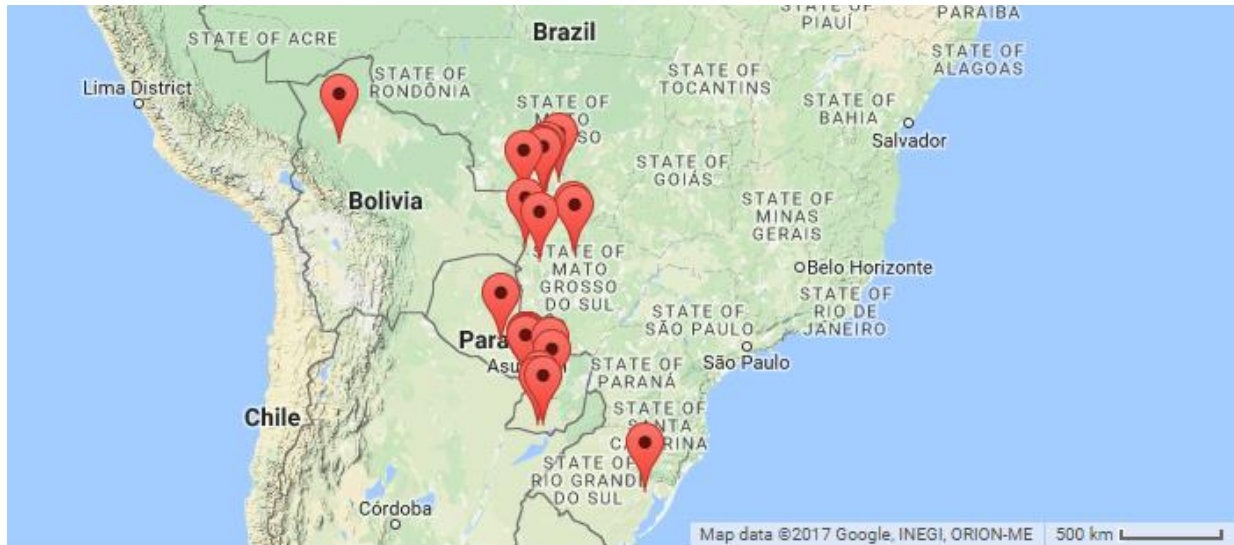 STATE OF
PIAUÍ
PARAIBA
STATE OF ACRE
Brazil
STATE OF
ALAGOAS
Lima District
STATE OF
RONDÔNIA
STATE OF
TOCANTINS
STATE OF
STATE OF
BAHIA
Salvador
STATE OF
GOIÁS
Bolivia
STATE OF
MINAS
GERAIS
STATE OF
MATO
GROSSO
DO SUL
Belo Horizonte
STATE OF
RIO DE
JANEIRO
STATE OF
SÃO PAULO
São Paulo
STATE OF
PARANÁ
Chile
STATE OF
STATE OF
RIO GRANDE
DO SUL
Córdoba
Map data ©2017 Google, INEGI, ORION-ME 500 km